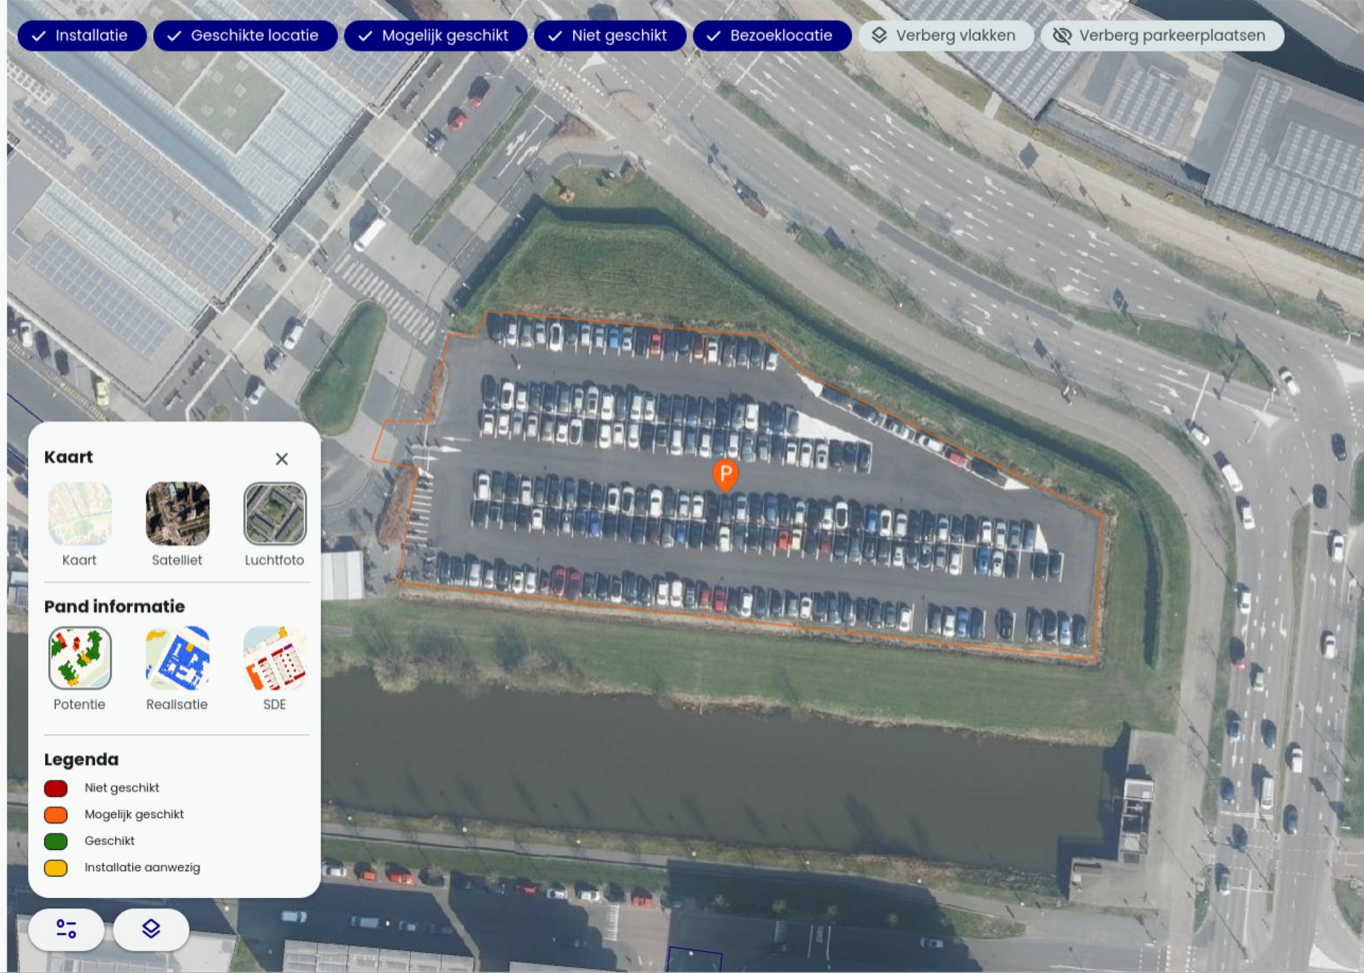 Installatie
Geschikte locatie
Mogelijk geschikt
Niet geschikt
Bezoeklocatie
Verberg vlakken
Verberg parkeerplaatsen
P
Kaart
Kaart
Satelliet
Luchtfoto
Pand informatie
Potentie
Realisatie
SDE
Legenda
Niet geschikt
Mogelijk geschikt
Geschikt
Installatie aanwezig